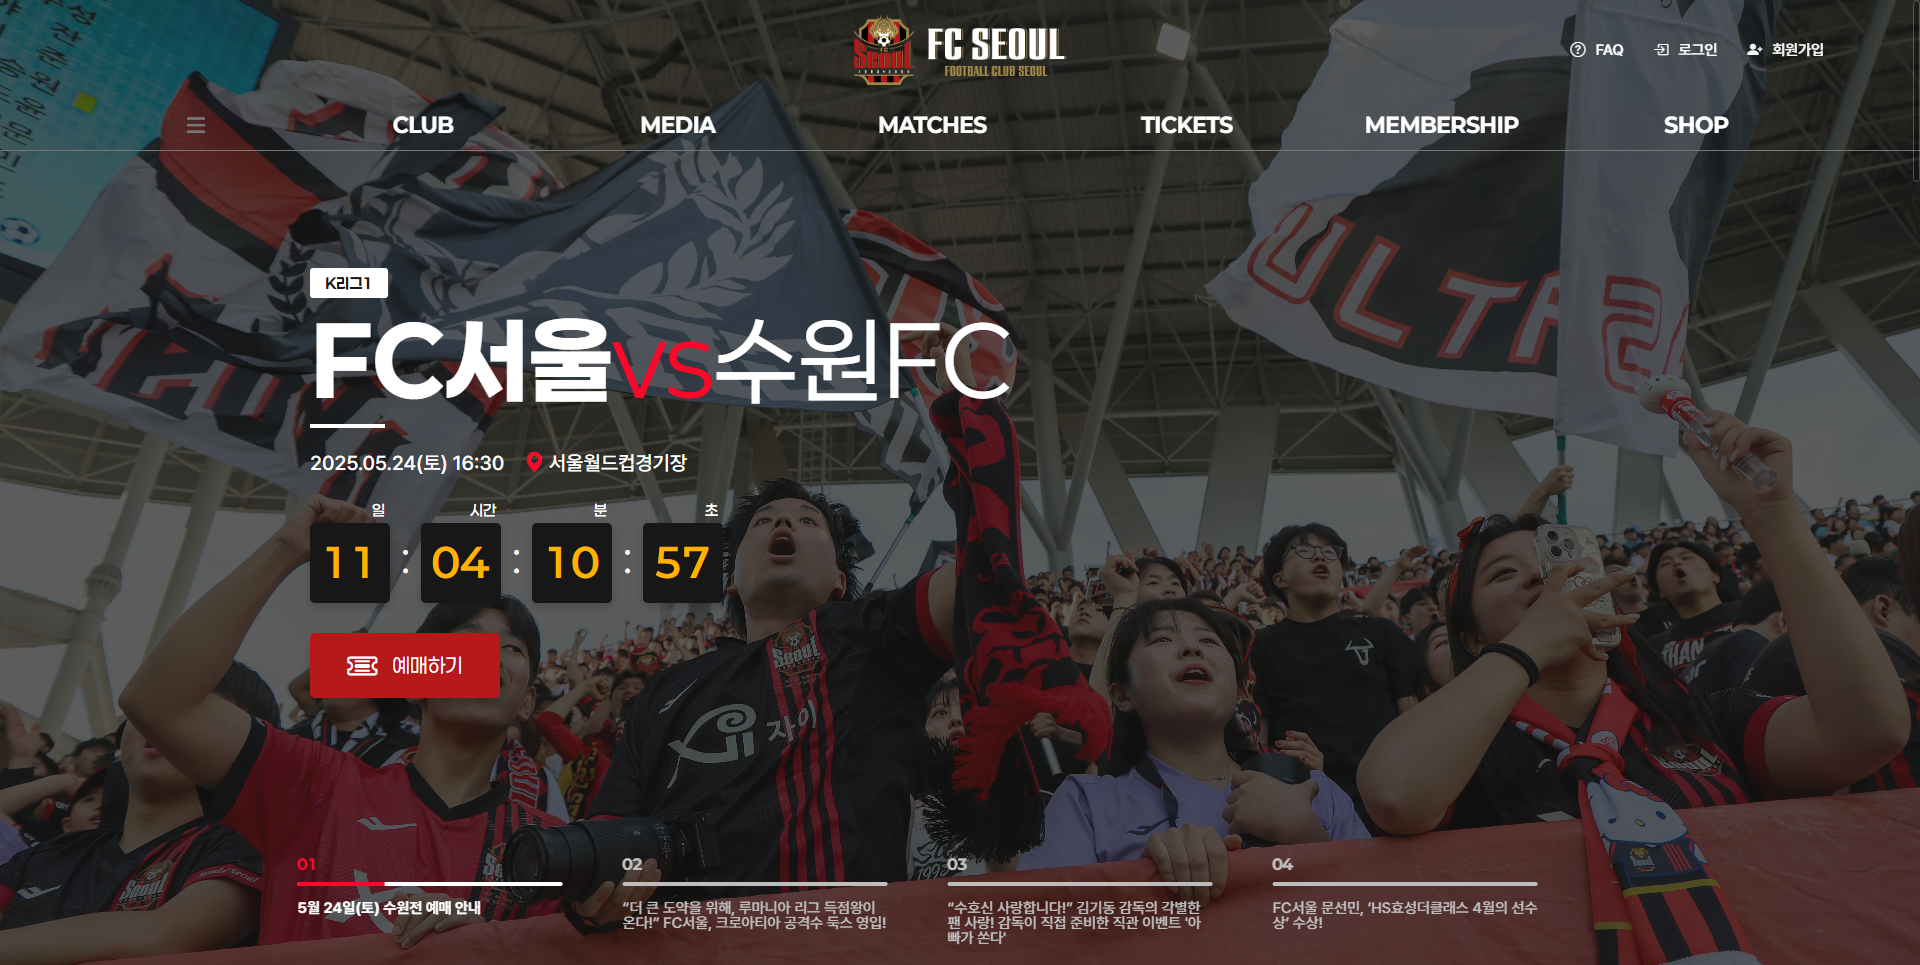 FC SEOUL
FOOTBALL CLUB SEOUL
Seoul
FAQ
로그인
회원가입
CLUB
MEDIA
MATCHES
TICKETS
MEMBERSHIP
SHOP
ULTRAS
K리그1
FC서울VS수원FC
2025.05.24(토) 16:30
서울월드컵경기장
일
시간
분
초
11 : 04 : 10 : 57
예매하기
Seoul
자이
01
5월 24일(토) 수원전 예매 안내
02
“더 큰 도약을 위해, 루마니아 리그 득점왕이
온다!” FC서울, 크로아티아 공격수 둑스 영입!
03
“수호신 사랑합니다!” 김기동 감독의 각별한
팬 사랑! 감독이 직접 준비한 직관 이벤트 '아
빠가 쏜다'
04
FC서울 문선민, ‘HS효성더클래스 4월의 선수
상’ 수상!